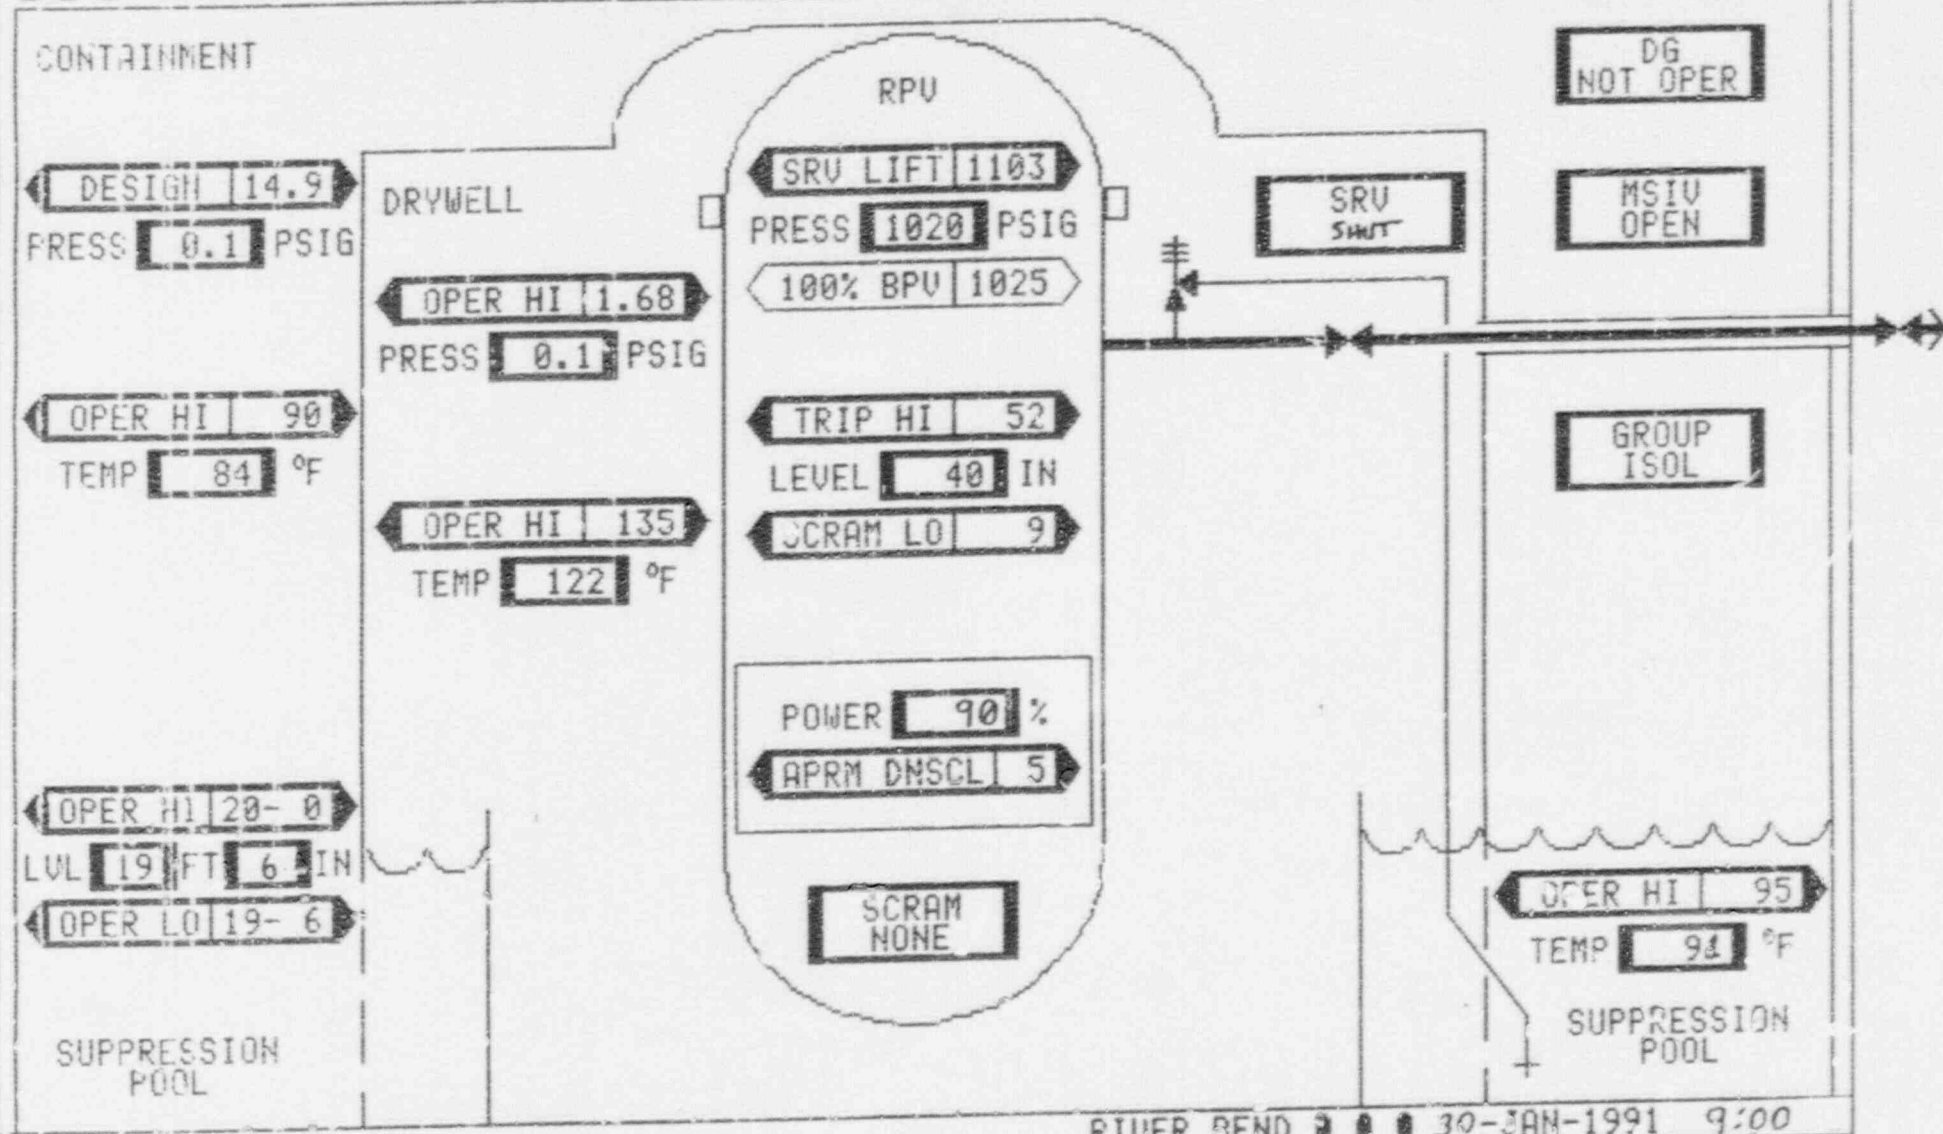 CONTAINMENT
DESIGN 14.9
PRESS 0.1 PSIG
OPER HI 90
TEMP 84 °F
OPER HI 20- 0
LVL 19 FT 6 IN
OPER LO 19- 6
SUPPRESSION
POOL
DRYWELL
OPER HI 1.68
PRESS 0.1 PSIG
OPER HI 135
TEMP 122 °F
RPV
SRV LIFT 1103
PRESS 1020 PSIG
100% BPV 1025
TRIP HI 52
LEVEL 40 IN
SCRAM LO 9
POWER 90 %
APRM DNSCL 5
SCRAM
NONE
SRV
SHUT
DG
NOT OPER
MSIV
OPEN
GROUP
ISOL
OPER HI 95
TEMP 91 °F
SUPPRESSION
POOL
RIVER BEND 30-JAN-1991 9:00